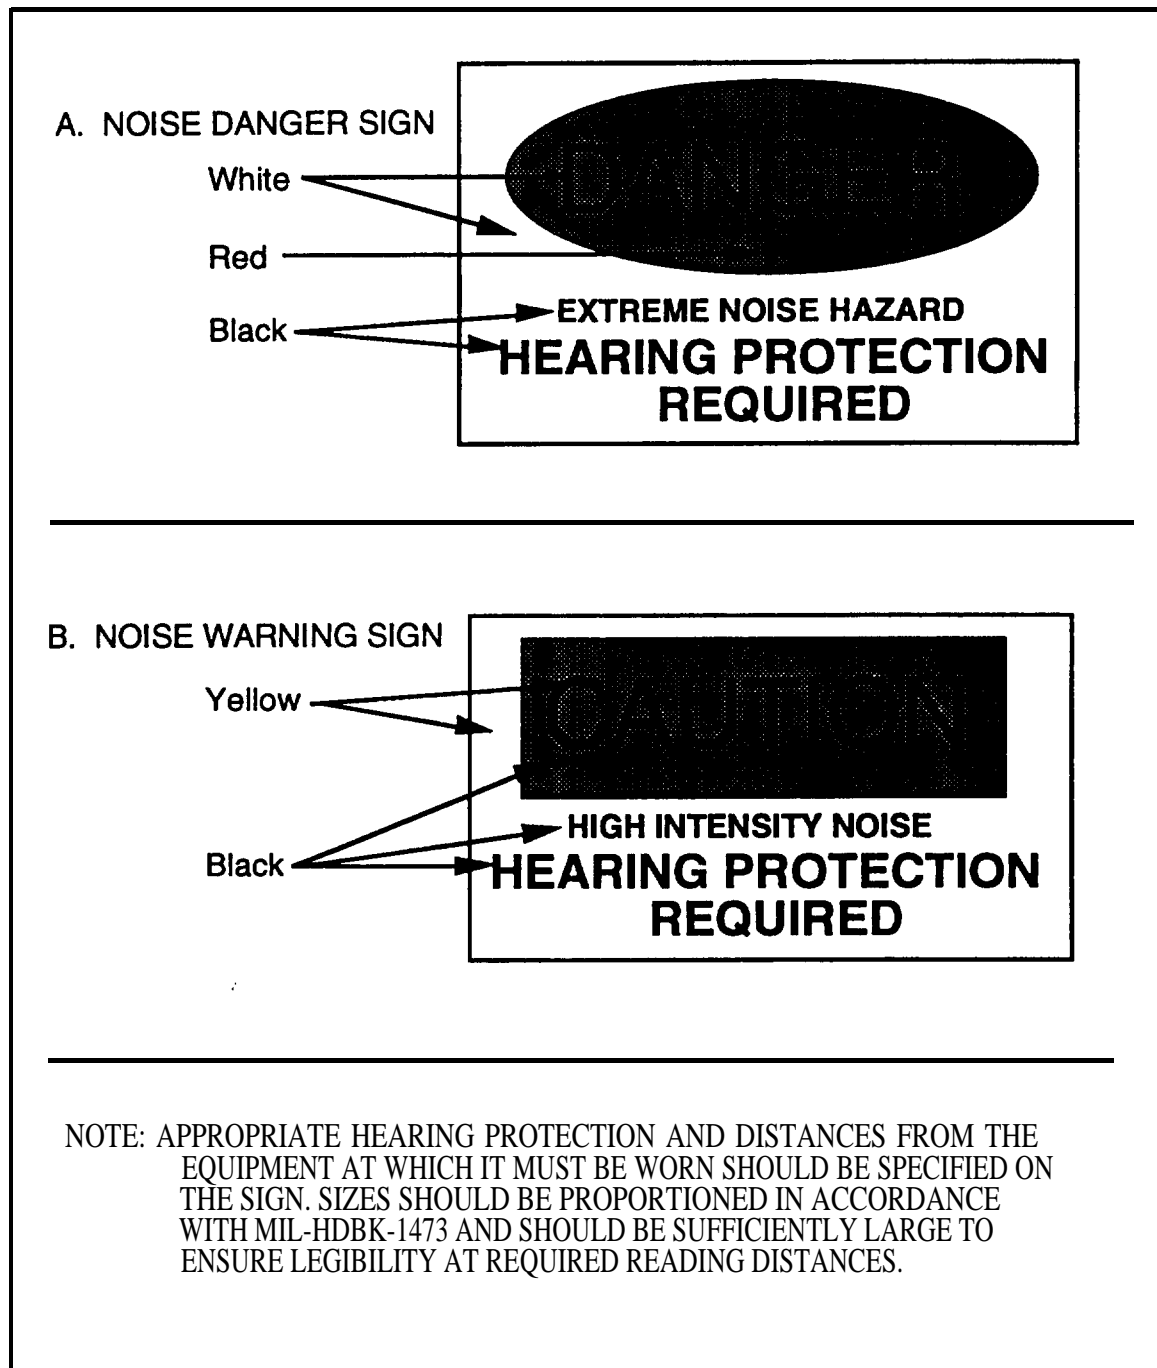 A. NOISE DANGER SIGN
White
Red
Black
DANGER
EXTREME NOISE HAZARD
HEARING PROTECTION
REQUIRED
B. NOISE WARNING SIGN
Yellow
Black
CAUTION
HIGH INTENSITY NOISE
HEARING PROTECTION
REQUIRED
NOTE: APPROPRIATE HEARING PROTECTION AND DISTANCES FROM THE
EQUIPMENT AT WHICH IT MUST BE WORN SHOULD BE SPECIFIED ON
THE SIGN. SIZES SHOULD BE PROPORTIONED IN ACCORDANCE
WITH MIL-HDBK-1473 AND SHOULD BE SUFFICIENTLY LARGE TO
ENSURE LEGIBILITY AT REQUIRED READING DISTANCES.